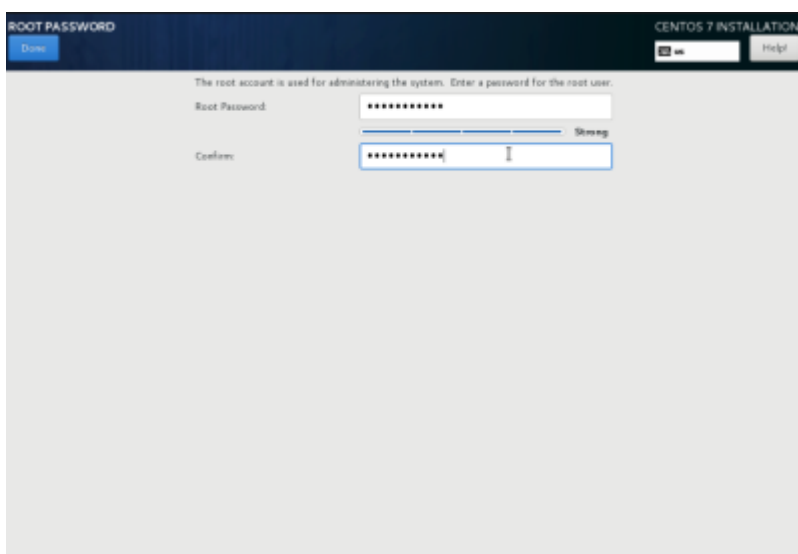 ROOT PASSWORD
CENTOS 7 INSTALLATION
Done
us
Help!
The root account is used for administering the system. Enter a password for the root user.
Root Password:
•••••••••••
Strong
Confirm:
•••••••••••